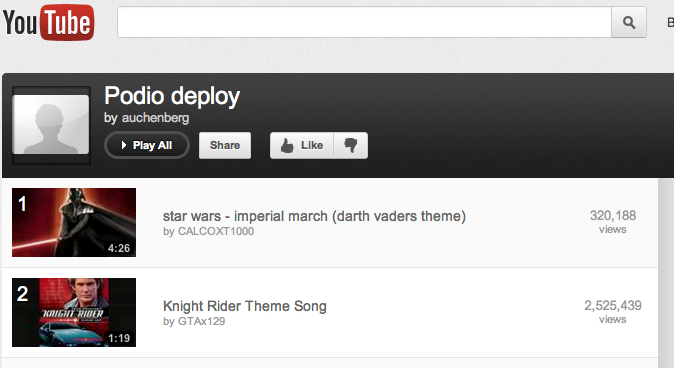 YouTube
B
Podio deploy
by auchenberg
Play All
Share
Like
1
4:26
star wars - imperial march (darth vaders theme)
by CALCOXT1000
320,188
views
2
KNIGHT RIDER
1:19
Knight Rider Theme Song
by GTAx129
2,525,439
views